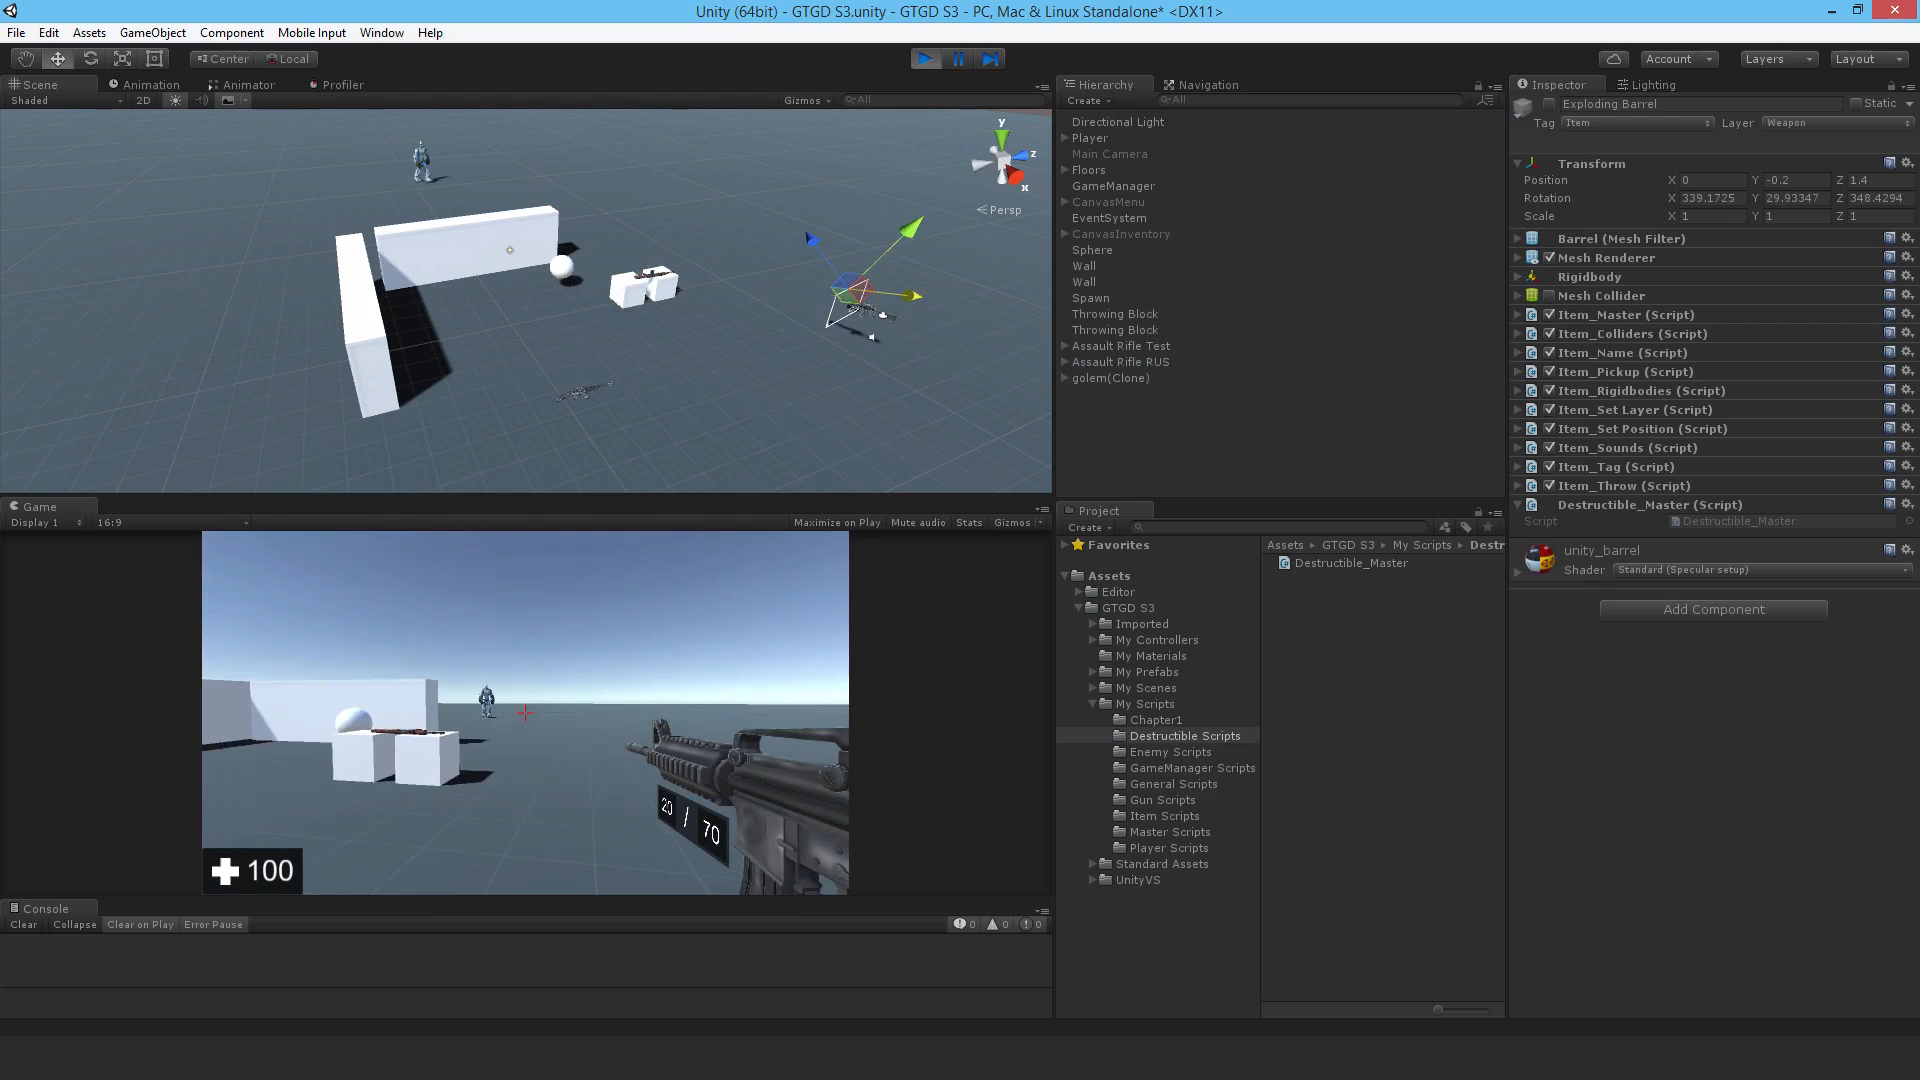 Unity (64bit) - GTGD S3.unity - GTGD S3 - PC, Mac & Linux Standalone* <DX11>
File Edit Assets GameObject Component Mobile Input Window Help
Center Local Account Layers Layout
Scene Animation Animator Profiler
Shaded 2D Gizmos All
y
z
x
Persp
Hierarchy Navigation
Create All
Directional Light
Player
Main Camera
Floors
GameManager
CanvasMenu
EventSystem
CanvasInventory
Sphere
Wall
Wall
Spawn
Throwing Block
Throwing Block
Assault Rifle Test
Assault Rifle RUS
golem(Clone)
Inspector Lighting
Exploding Barrel Static
Tag Item Layer Weapon
Transform
Position X 0 Y -0.2 Z 1.4
Rotation X 339.1725 Y 29.93347 Z 348.4294
Scale X 1 Y 1 Z 1
Barrel (Mesh Filter)
Mesh Renderer
Rigidbody
Mesh Collider
Item_Master (Script)
Item_Colliders (Script)
Item_Name (Script)
Item_Pickup (Script)
Item_Rigidbodies (Script)
Item_Set Layer (Script)
Item_Set Position (Script)
Item_Sounds (Script)
Item_Tag (Script)
Item_Throw (Script)
Destructible_Master (Script)
Script Destructible_Master
unity_barrel
Shader Standard (Specular setup)
Add Component
Game
Display 1 16:9 Maximize on Play Mute audio Stats Gizmos
20 / 70
100
Project
Create
Favorites
Assets
Editor
GTGD S3
Imported
My Controllers
My Materials
My Prefabs
My Scenes
My Scripts
Chapter1
Destructible Scripts
Enemy Scripts
GameManager Scripts
General Scripts
Gun Scripts
Item Scripts
Master Scripts
Player Scripts
Standard Assets
UnityVS
Assets GTGD S3 My Scripts Destr
Destructible_Master
Console
Clear Collapse Clear on Play Error Pause 0 0 0